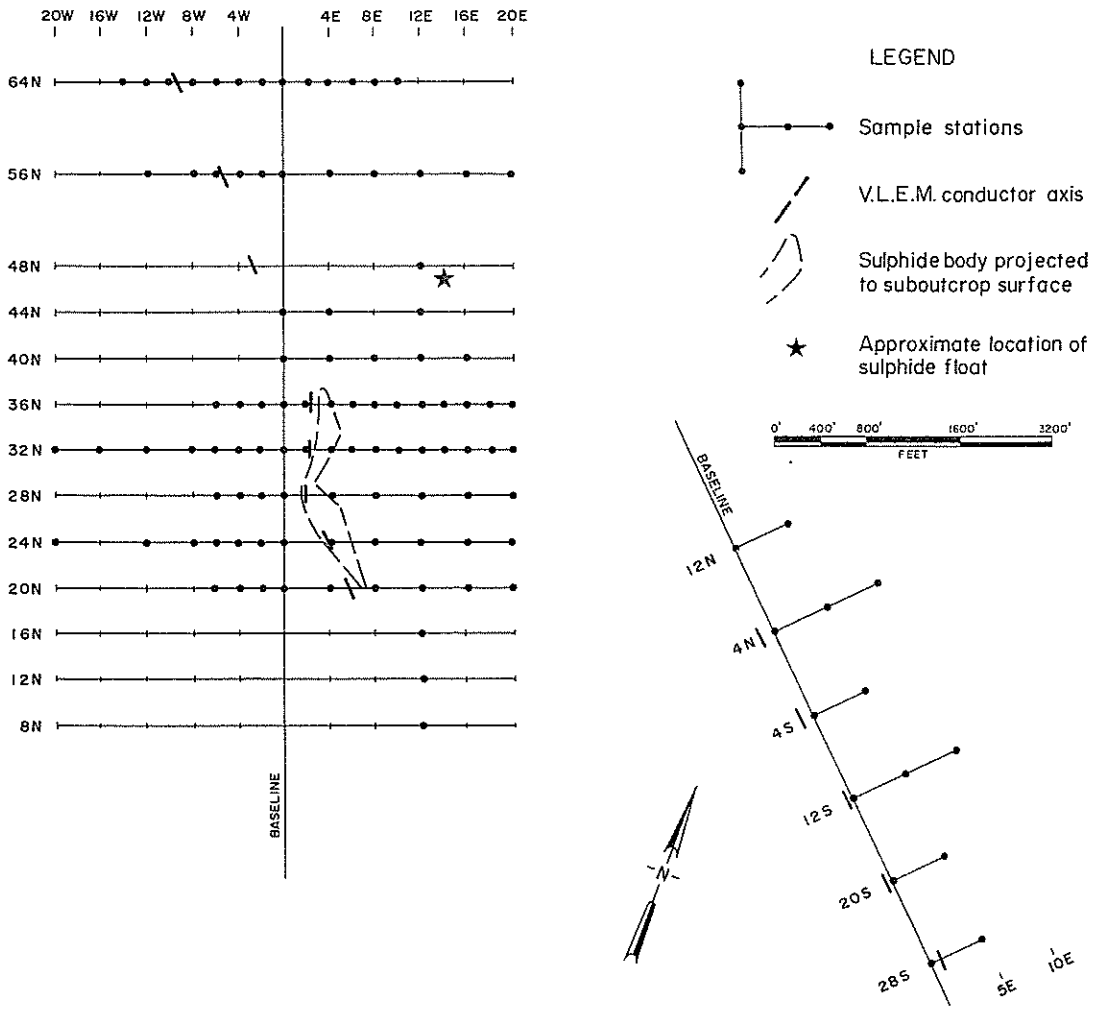 20W 16W 12W 8W 4W 4E 8E 12E 16E 20E
64N
56N
48N
44N
40N
36N
32N
28N
24N
20N
16N
12N
8N
BASELINE
LEGEND
Sample stations
V.L.E.M. conductor axis
Sulphide body projected
to suboutcrop surface
Approximate location of
sulphide float
0' 400' 800' 1600' 3200'
FEET
BASELINE
12N
4N
4S
12S
20S
28S
5E
10E
-N-